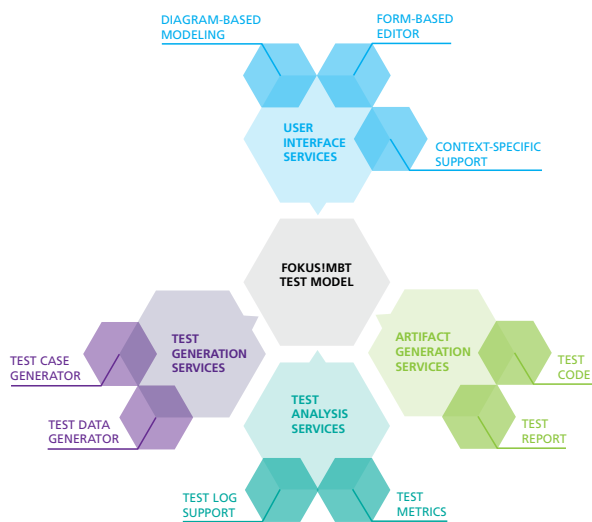 DIAGRAM-BASED
MODELING
FORM-BASED
EDITOR
USER
INTERFACE
SERVICES
CONTEXT-SPECIFIC
SUPPORT
FOKUS!MBT
TEST MODEL
TEST
GENERATION
SERVICES
ARTIFACT
GENERATION
SERVICES
TEST CASE
GENERATOR
TEST
CODE
TEST DATA
GENERATOR
TEST
ANALYSIS
SERVICES
TEST
REPORT
TEST LOG
SUPPORT
TEST
METRICS